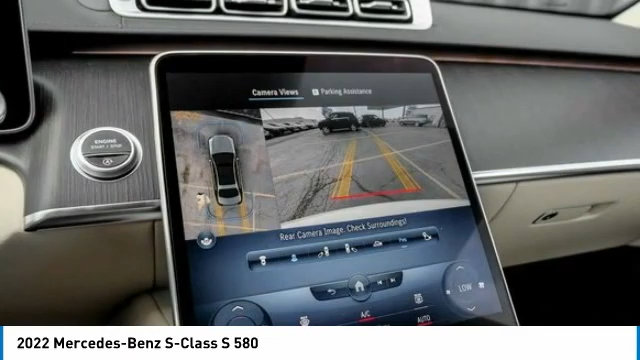 Camera Views
Parking Assistance
ENGINE
START / STOP
Rear Camera Image. Check Surroundings!
LOW
A/C
AUTO
2022 Mercedes-Benz S-Class S 580